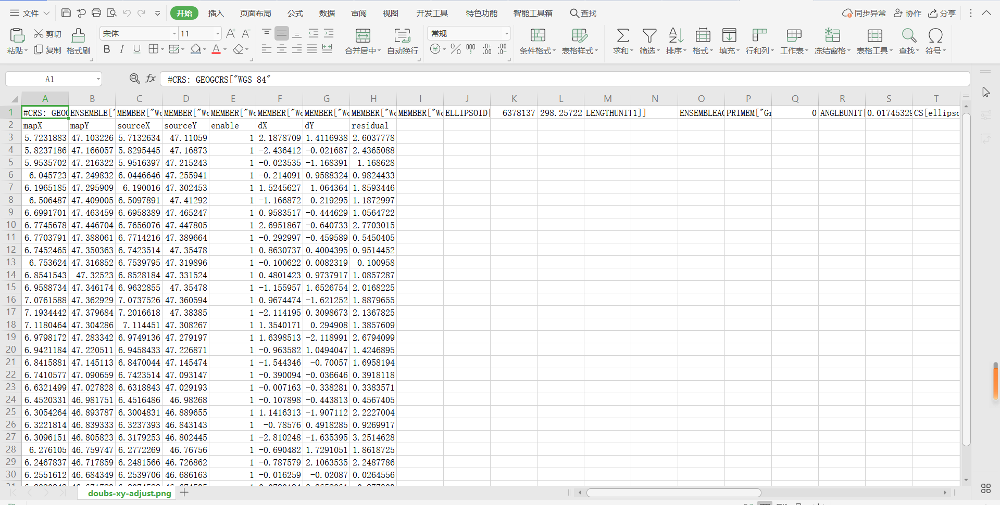 文件 开始 插入 页面布局 公式 数据 审阅 视图 开发工具 特色功能 智能工具箱 查找 同步异常 协作 分享
剪切 宋体 11 常规
粘贴 复制 格式刷 B I U A 合并居中 自动换行 条件格式 表格样式 求和 筛选 排序 格式 填充 行和列 工作表 冻结窗格 表格工具 查找 符号
A1 fx #CRS: GEOGCRS["WGS 84"
A B C D E F G H I J K L M N O P Q R S T
1 #CRS: GEOG ENSEMBLE[" MEMBER["Wo MEMBER["Wo MEMBER["Wo MEMBER["Wo MEMBER["Wo MEMBER["Wo MEMBER["Wo ELLIPSOID[ 6378137 298.25722 LENGTHUNIT 1]] ENSEMBLEAC PRIMEM["Gr 0 ANGLEUNIT[ 0.01745329 CS[ellipso
2 mapX mapY sourceX sourceY enable dX dY residual
3 5.7231883 47.103226 5.7132634 47.11059 1 2.1878709 1.4116938 2.6037778
4 5.8237186 47.166057 5.8295445 47.16873 1 -2.436412 -0.021687 2.4365088
5 5.9535702 47.216322 5.9516397 47.215243 1 -0.023535 -1.168391 1.168628
6 6.045723 47.249832 6.0446646 47.255941 1 -0.214091 0.9588324 0.9824433
7 6.1965185 47.295909 6.190016 47.302453 1 1.5245627 1.064364 1.8593446
8 6.506487 47.409005 6.5097891 47.41292 1 -1.166872 0.219295 1.1872997
9 6.6991701 47.463459 6.6958389 47.465247 1 0.9583517 -0.444629 1.0564722
10 6.7745678 47.446704 6.7656076 47.447805 1 2.6951867 -0.640733 2.7703015
11 6.7703791 47.388061 6.7714216 47.389664 1 -0.292997 -0.459589 0.5450405
12 6.7452465 47.350363 6.7423514 47.35478 1 0.8630737 0.4004395 0.9514452
13 6.753624 47.316852 6.7539795 47.319896 1 -0.100622 0.0082319 0.100958
14 6.8541543 47.32523 6.8528184 47.331524 1 0.4801423 0.9737917 1.0857287
15 6.9588734 47.346174 6.9632855 47.35478 1 -1.155957 1.6526754 2.0168225
16 7.0761588 47.362929 7.0737526 47.360594 1 0.9674474 -1.621252 1.8879655
17 7.1934442 47.379684 7.2016618 47.38385 1 -2.114195 0.3098673 2.1367825
18 7.1180464 47.304286 7.114451 47.308267 1 1.3540171 0.294908 1.3857609
19 6.9798172 47.283342 6.9749136 47.279197 1 1.6398513 -2.118991 2.6794099
20 6.9421184 47.220511 6.9458433 47.226871 1 -0.963582 1.0494047 1.4246895
21 6.8415881 47.145113 6.8470044 47.145474 1 -1.544346 -0.70057 1.6958194
22 6.7410577 47.090659 6.7423514 47.093147 1 -0.390094 -0.036646 0.3918118
23 6.6321499 47.027828 6.6318843 47.029193 1 -0.007163 -0.338281 0.3383571
24 6.4520331 46.981751 6.4516486 46.98268 1 -0.107898 -0.443813 0.4567405
25 6.3054264 46.893787 6.3004831 46.889655 1 1.1416313 -1.907112 2.2227004
26 6.3221814 46.839333 6.3237393 46.843143 1 -0.78576 0.4918285 0.9269917
27 6.3096151 46.805823 6.3179253 46.802445 1 -2.810248 -1.635395 3.2514628
28 6.276105 46.759747 6.2772269 46.76756 1 -0.690482 1.7291051 1.8618725
29 6.2467837 46.717859 6.2481566 46.726862 1 -0.787579 2.1063535 2.2487786
30 6.2551612 46.684349 6.2539706 46.686163 1 -0.016259 -0.02087 0.0264556
doubs-xy-adjust.png